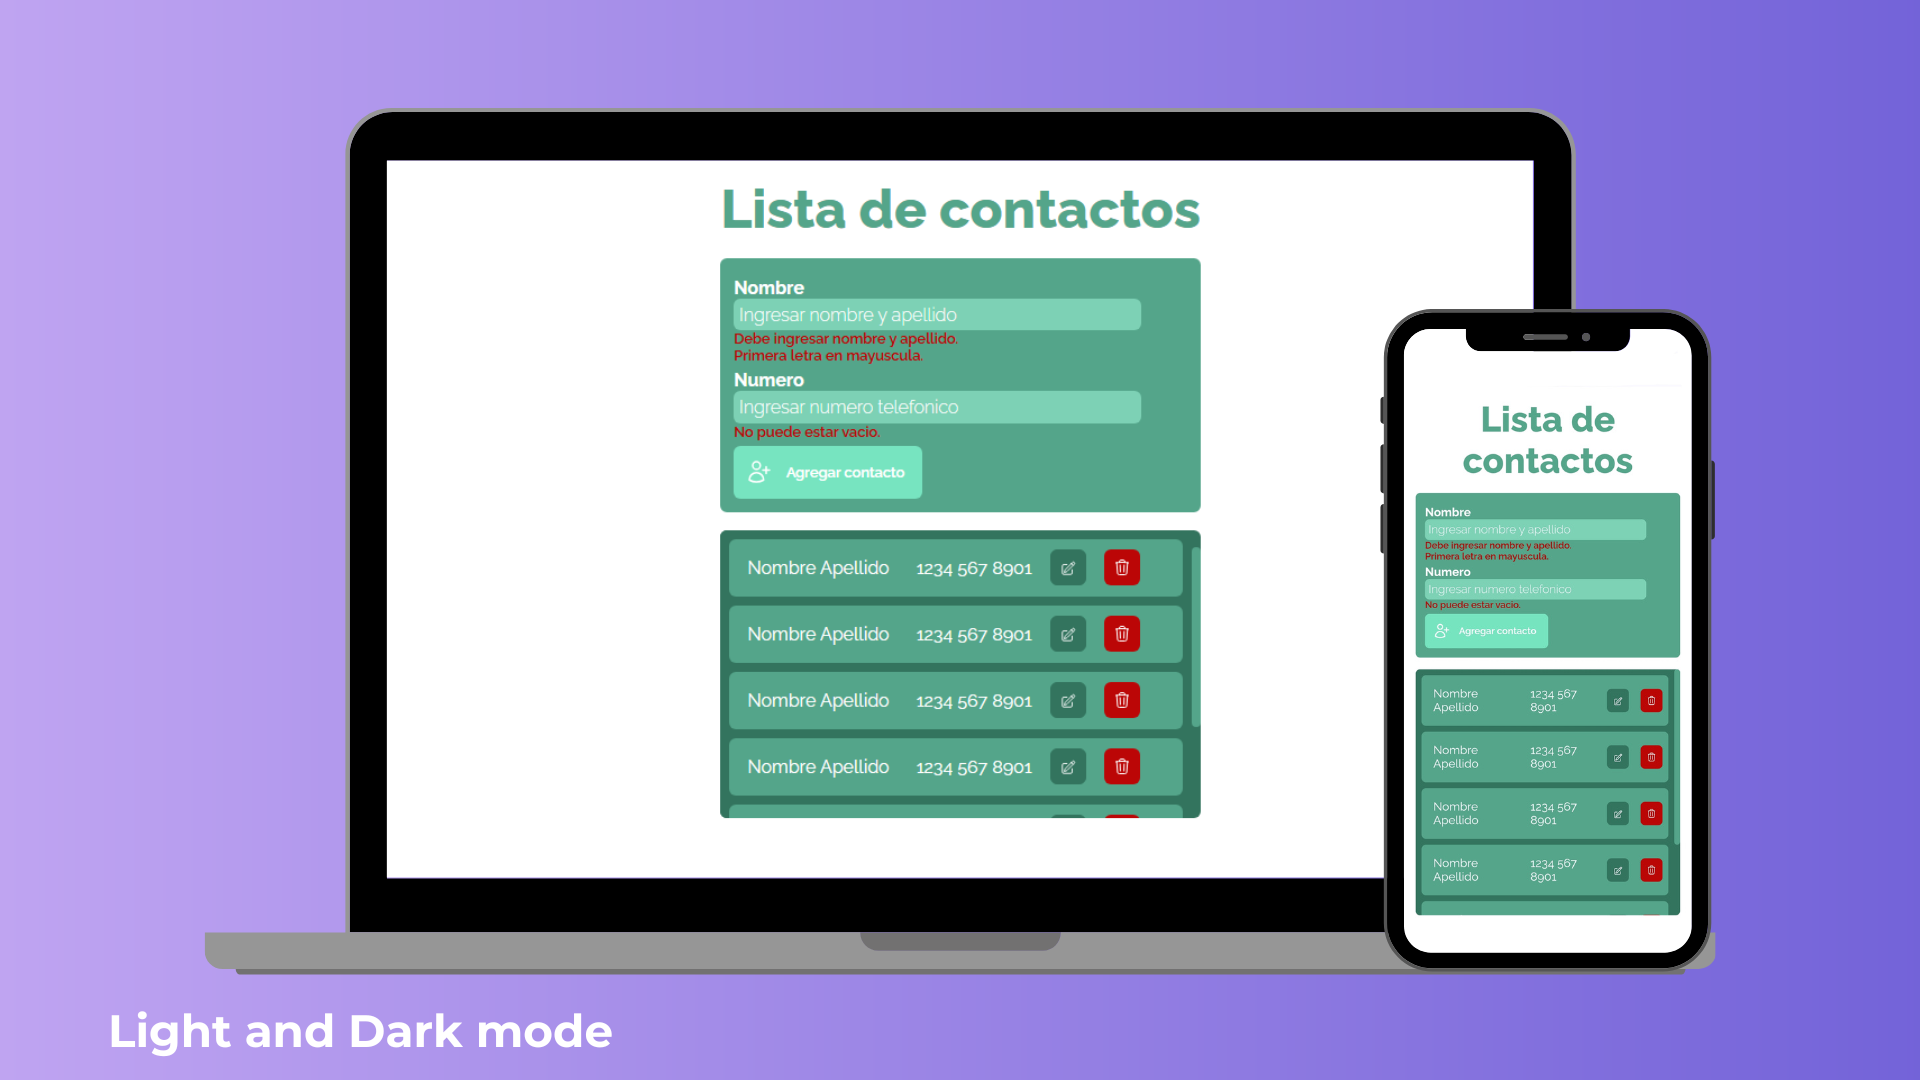 Lista de contactos
Nombre
Ingresar nombre y apellido
Debe ingresar nombre y apellido.
Primera letra en mayuscula.
Numero
Ingresar numero telefonico
No puede estar vacio.
Agregar contacto
Nombre Apellido 1234 567 8901
Nombre Apellido 1234 567 8901
Nombre Apellido 1234 567 8901
Nombre Apellido 1234 567 8901
Lista de
contactos
Nombre
Ingresar nombre y apellido
Debe ingresar nombre y apellido.
Primera letra en mayuscula.
Numero
Ingresar numero telefonico
No puede estar vacio.
Agregar contacto
Nombre 1234 567
Apellido 8901
Nombre 1234 567
Apellido 8901
Nombre 1234 567
Apellido 8901
Nombre 1234 567
Apellido 8901
Light and Dark mode